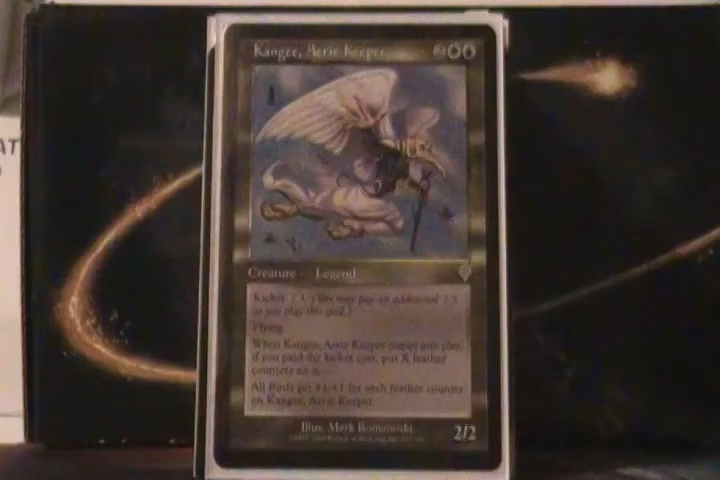 Kangee, Aerie Keeper
2
Creature - Legend
Kicker X (You may pay an additional X
as you play this spell.)
Flying
When Kangee, Aerie Keeper comes into play,
if you paid the kicker cost, put X feather
counters on it.
All Birds get +1/+1 for each feather counter
on Kangee, Aerie Keeper.
Illus. Mark Romanoski
2/2
AT